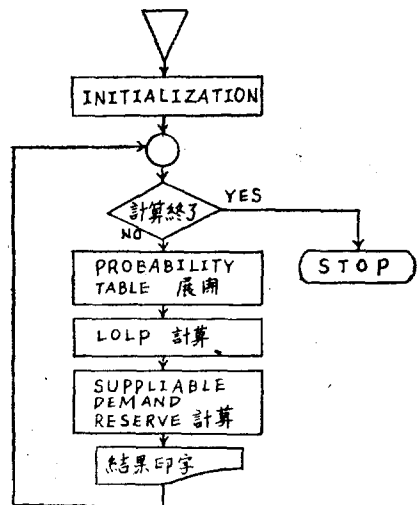 INITIALIZATION
計算終了
YES
NO
STOP
PROBABILITY
TABLE 展開
LOLP 計算
SUPPLIABLE
DEMAND
RESERVE 計算
結果印字